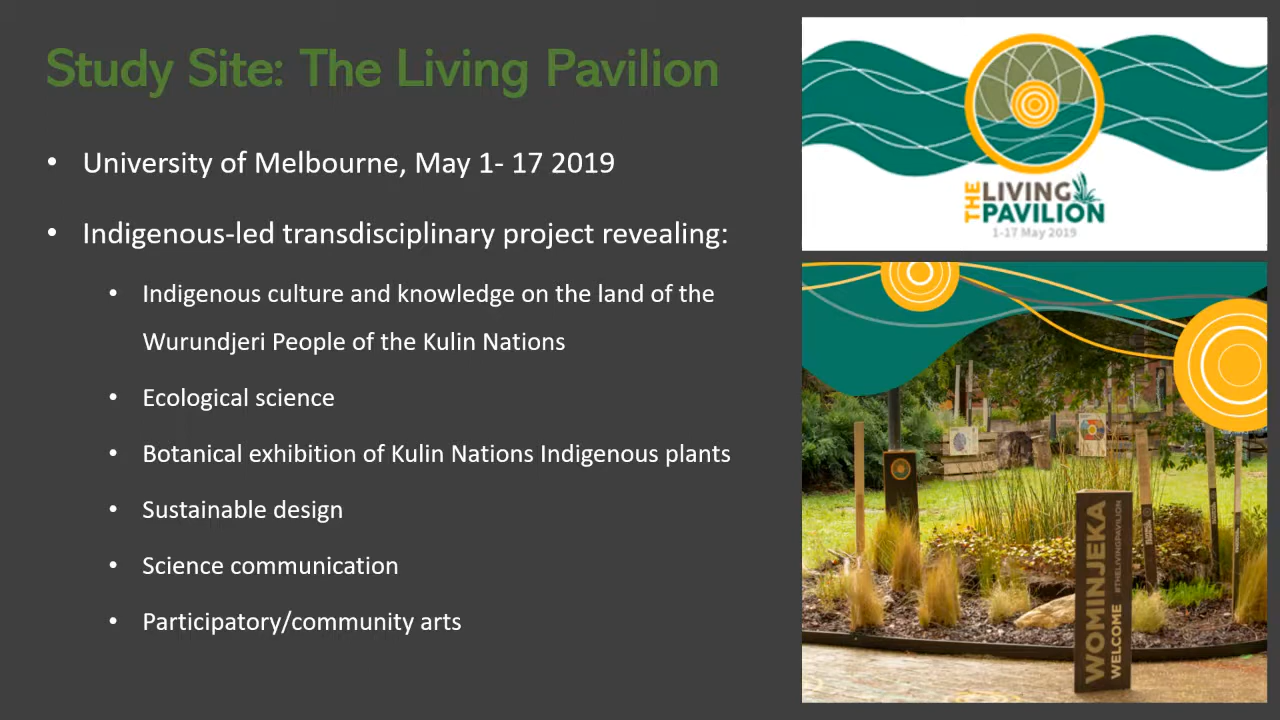 Study Site: The Living Pavilion
• University of Melbourne, May 1- 17 2019
• Indigenous-led transdisciplinary project revealing:
• Indigenous culture and knowledge on the land of the
Wurundjeri People of the Kulin Nations
• Ecological science
• Botanical exhibition of Kulin Nations Indigenous plants
• Sustainable design
• Science communication
• Participatory/community arts
THE LIVING
PAVILION
1-17 May 2019
WOMINJEKA
WELCOME
#THELIVINGPAVILION